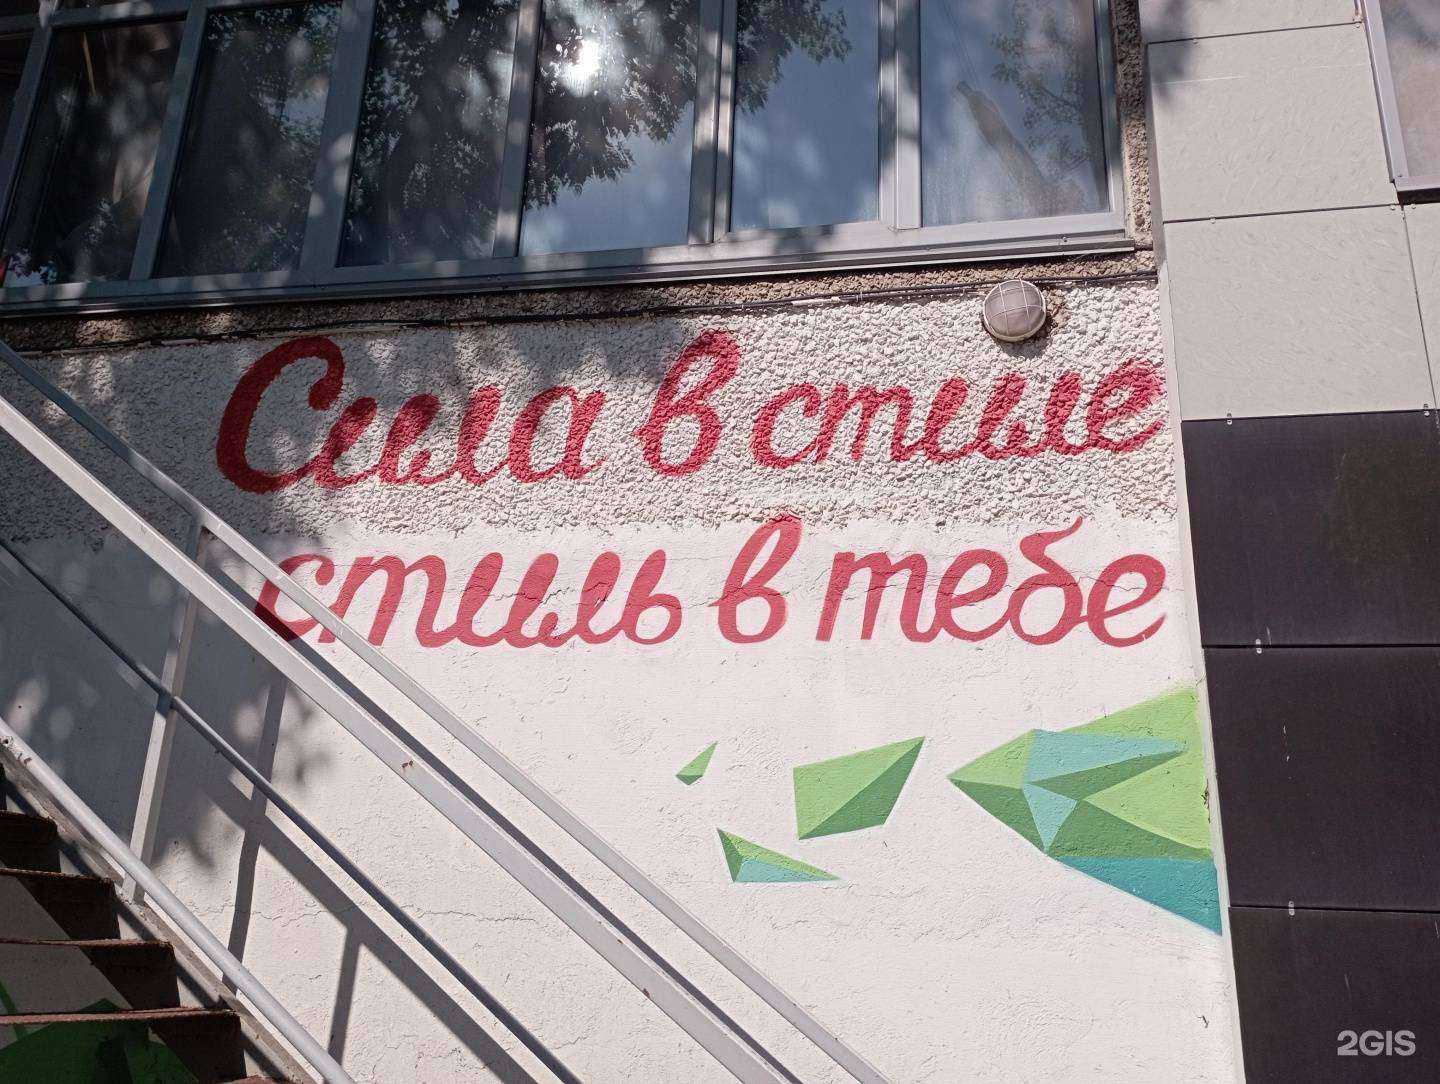 Сила в стиле
стиль в тебе
2GIS